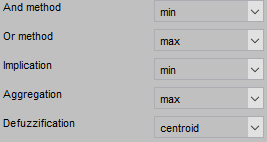 And method min
Or method max
Implication min
Aggregation max
Defuzzification centroid